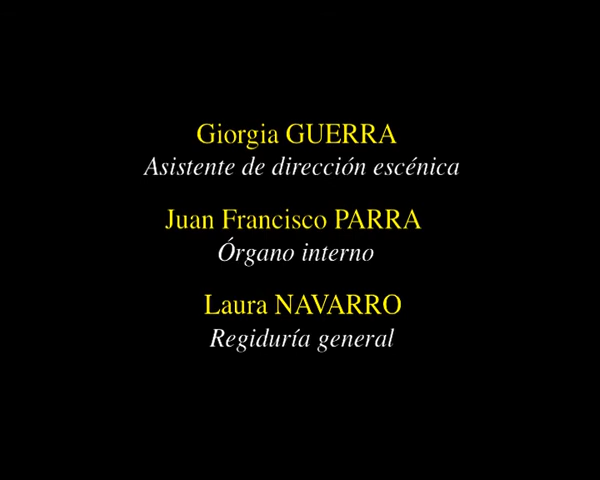 Giorgia GUERRA
Asistente de dirección escénica
Juan Francisco PARRA
Órgano interno
Laura NAVARRO
Regiduría general